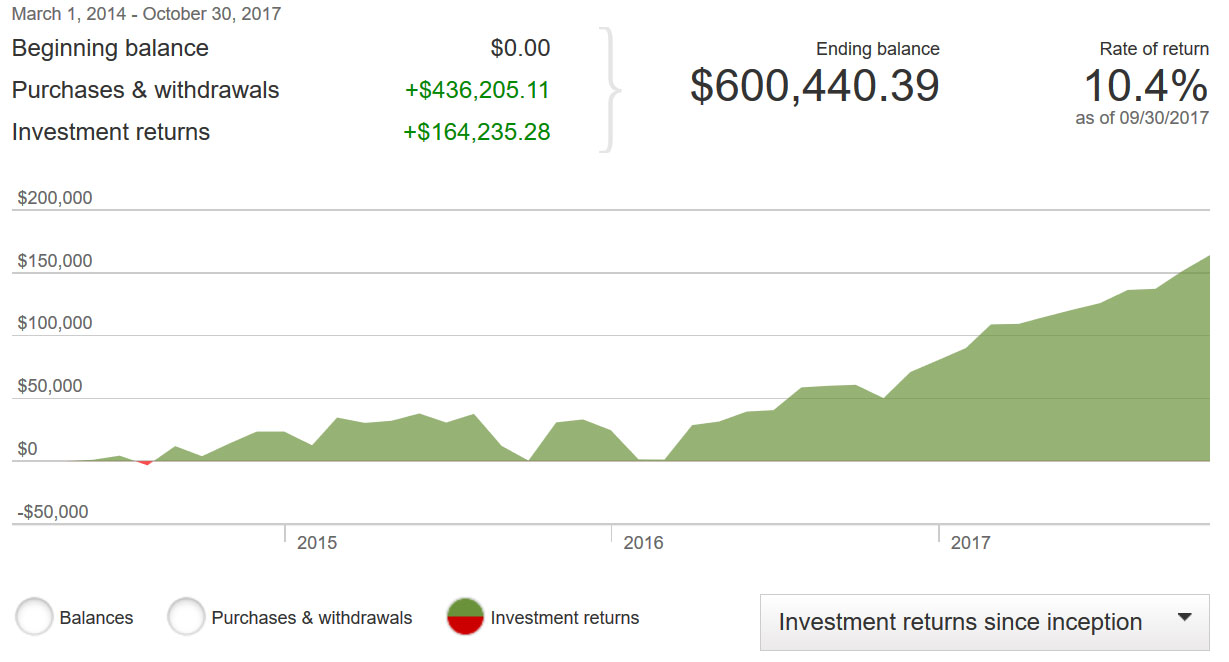 March 1, 2014 - October 30, 2017
Beginning balance $0.00
Purchases & withdrawals +$436,205.11
Investment returns +$164,235.28
Ending balance
$600,440.39
Rate of return
10.4%
as of 09/30/2017
$200,000
$150,000
$100,000
$50,000
$0
-$50,000
2015 2016 2017
Balances Purchases & withdrawals Investment returns
Investment returns since inception